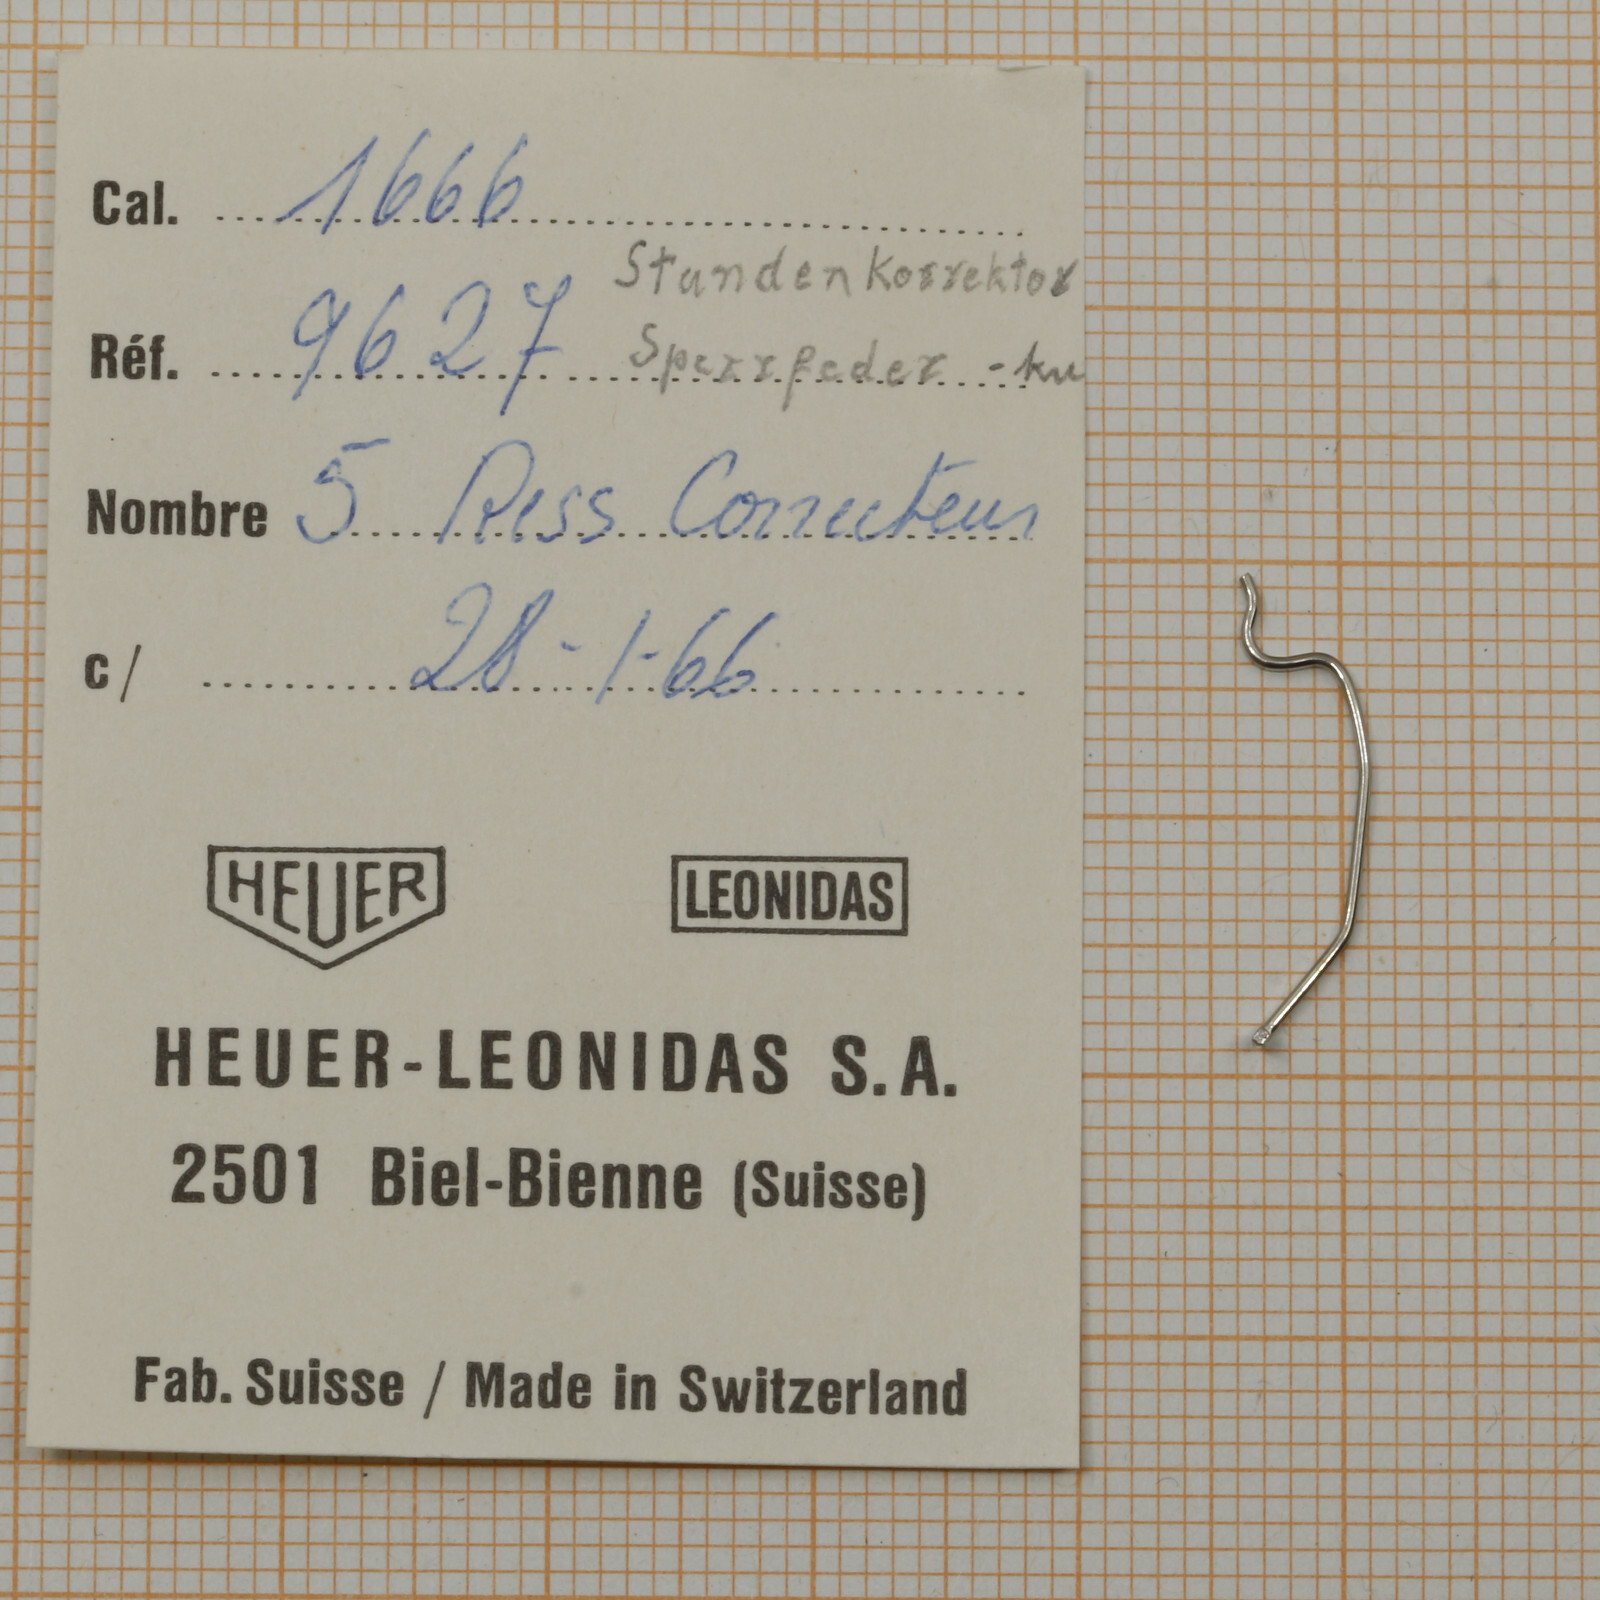 Cal. 1666
Stundenkorrektor
Réf. 9627 Sperrfeder
Nombre 5 Ress Correcteur
c/ 28-1-66
HEUER LEONIDAS
HEUER-LEONIDAS S.A.
2501 Biel-Bienne (Suisse)
Fab. Suisse / Made in Switzerland